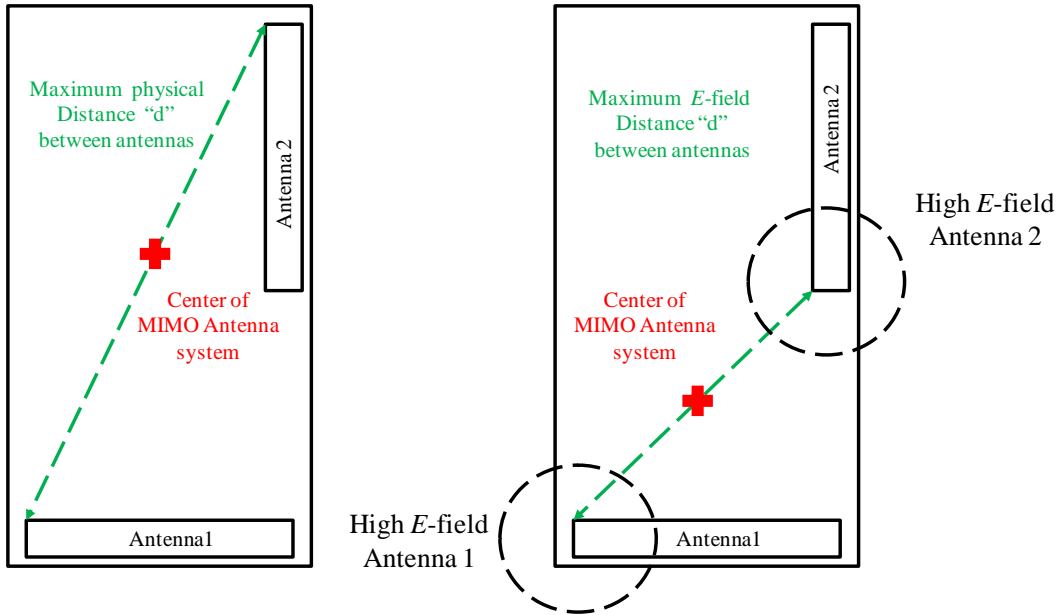 Maximum physical
Distance “d”
between antennas
Antenna 2
Center of
MIMO Antenna
system
Antenna1
Maximum E-field
Distance “d”
between antennas
Antenna 2
High E-field
Antenna 2
Center of
MIMO Antenna
system
High E-field
Antenna 1
Antenna1